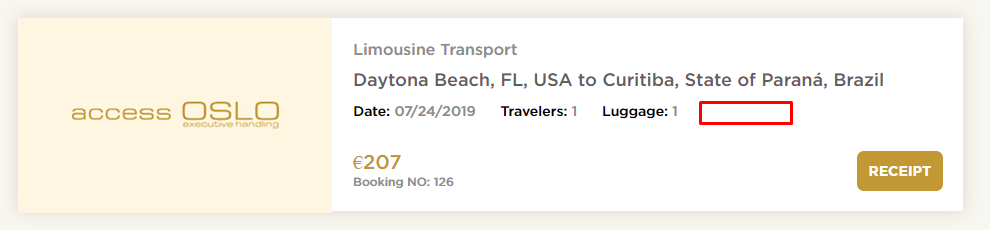 access OSLO
executive handling
Limousine Transport
Daytona Beach, FL, USA to Curitiba, State of Paraná, Brazil
Date: 07/24/2019 Travelers: 1 Luggage: 1
€207
Booking NO: 126
RECEIPT